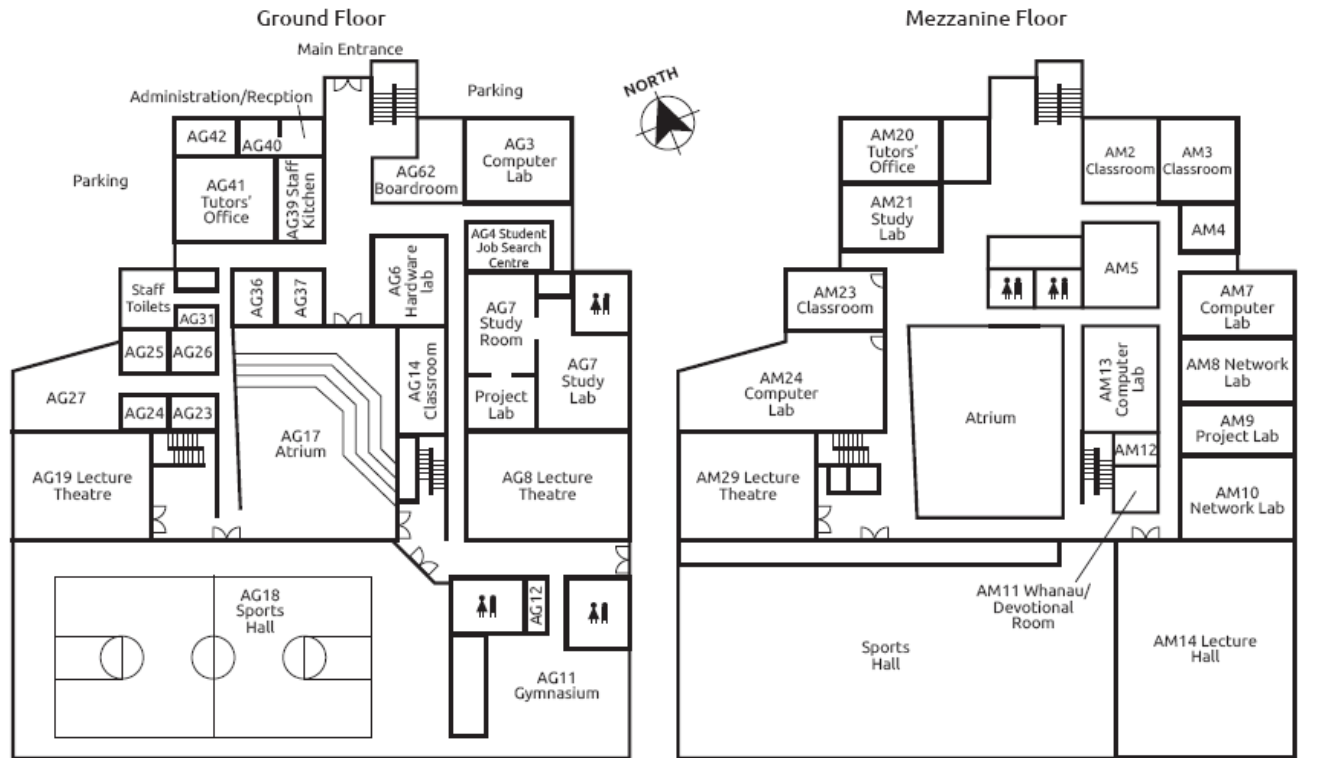 Ground Floor
Main Entrance
Administration/Recption
Parking
Parking
AG42
AG40
AG41
Tutors'
Office
AG39 Staff
Kitchen
AG62
Boardroom
AG3
Computer
Lab
AG4 Student
Job Search
Centre
Staff
Toilets
AG31
AG36
AG37
AG6
Hardware
lab
AG7
Study
Room
AG7
Study
Lab
Project
Lab
AG25
AG26
AG27
AG24
AG23
AG14
Classroom
AG17
Atrium
AG19 Lecture
Theatre
AG8 Lecture
Theatre
AG18
Sports
Hall
AG12
AG11
Gymnasium
NORTH
Mezzanine Floor
AM20
Tutors'
Office
AM2
Classroom
AM3
Classroom
AM21
Study
Lab
AM4
AM5
AM23
Classroom
AM7
Computer
Lab
AM24
Computer
Lab
Atrium
AM13
Computer
Lab
AM8 Network
Lab
AM9
Project Lab
AM12
AM29 Lecture
Theatre
AM10
Network Lab
AM11 Whanau/
Devotional
Room
Sports
Hall
AM14 Lecture
Hall